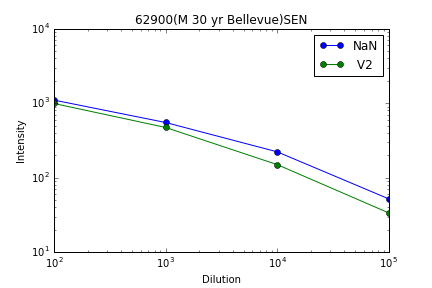 62900(M 30 yr Bellevue)SEN
10^4
10^3
10^2
10^1
Intensity
NaN
V2
10^2 10^3 10^4 10^5
Dilution